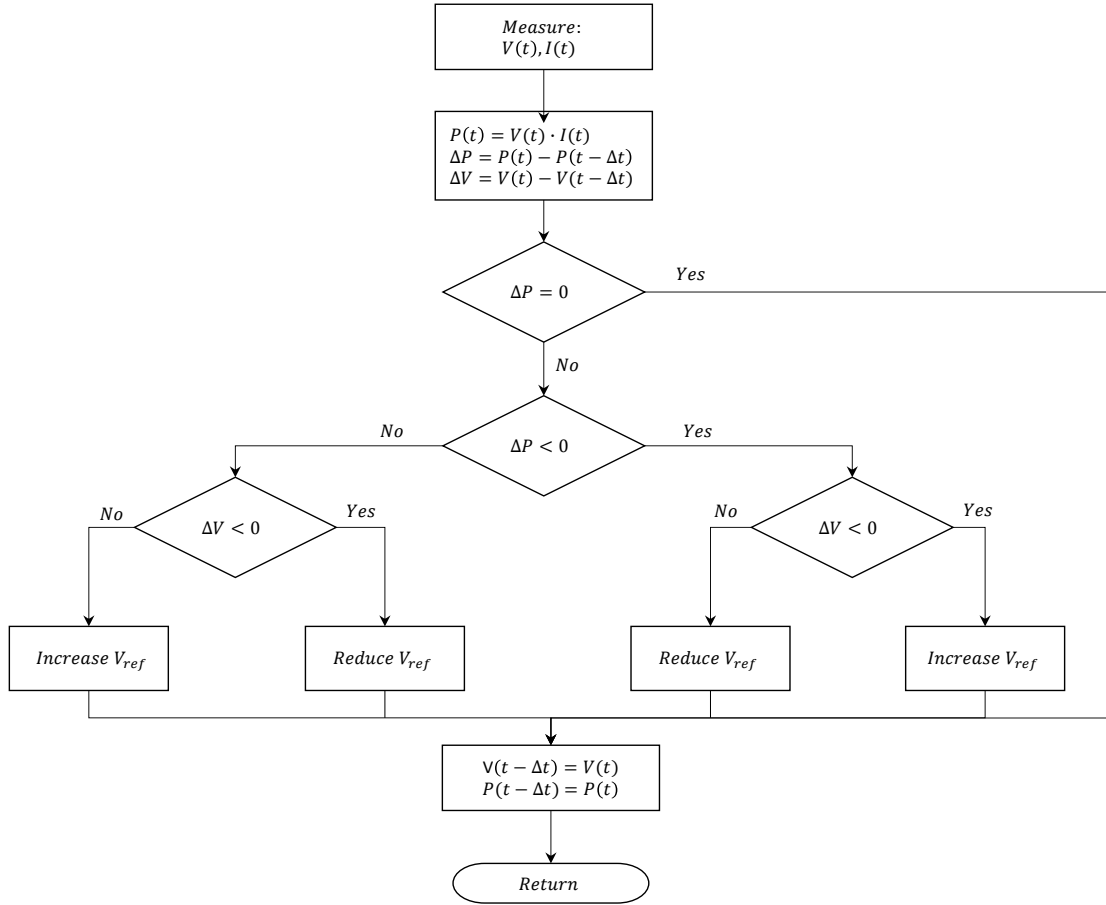 Measure:
V(t), I(t)
P(t) = V(t) · I(t)
ΔP = P(t) − P(t − Δt)
ΔV = V(t) − V(t − Δt)
ΔP = 0
Yes
No
ΔP < 0
No
Yes
ΔV < 0
No
Yes
ΔV < 0
No
Yes
Increase V_ref
Reduce V_ref
Reduce V_ref
Increase V_ref
V(t − Δt) = V(t)
P(t − Δt) = P(t)
Return